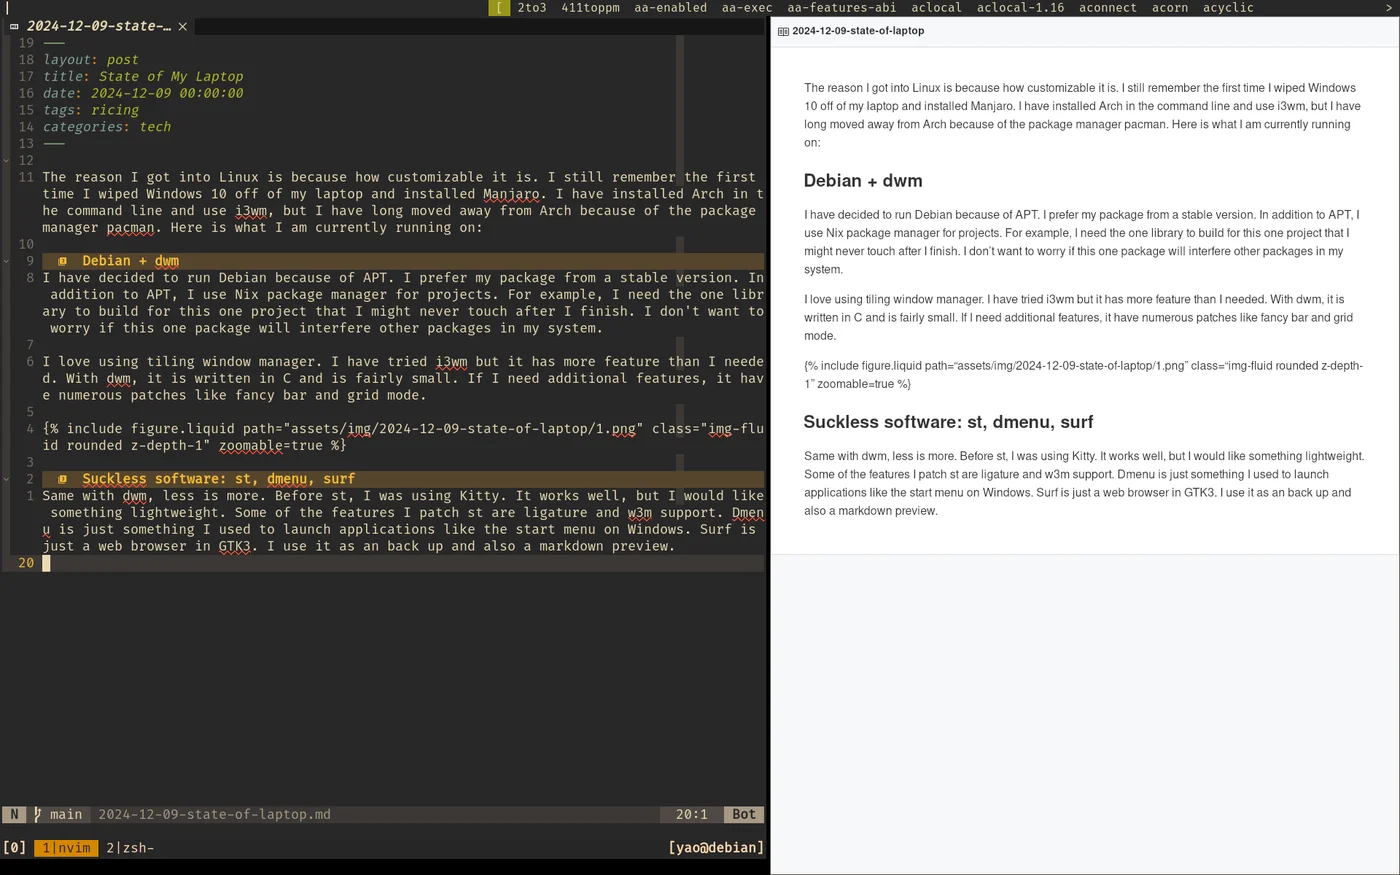 [ 2to3 411toppm aa-enabled aa-exec aa-features-abi aclocal aclocal-1.16 aconnect acorn acyclic >
2024-12-09-state-… ×
19 ---
18 layout: post
17 title: State of My Laptop
16 date: 2024-12-09 00:00:00
15 tags: ricing
14 categories: tech
13 ---
12
11 The reason I got into Linux is because how customizable it is. I still remember the first
time I wiped Windows 10 off of my laptop and installed Manjaro. I have installed Arch in t
he command line and use i3wm, but I have long moved away from Arch because of the package
manager pacman. Here is what I am currently running on:
10
9 Debian + dwm
8 I have decided to run Debian because of APT. I prefer my package from a stable version. In
addition to APT, I use Nix package manager for projects. For example, I need the one libr
ary to build for this one project that I might never touch after I finish. I don't want to
worry if this one package will interfere other packages in my system.
7
6 I love using tiling window manager. I have tried i3wm but it has more feature than I neede
d. With dwm, it is written in C and is fairly small. If I need additional features, it hav
e numerous patches like fancy bar and grid mode.
5
4 {% include figure.liquid path="assets/img/2024-12-09-state-of-laptop/1.png" class="img-flu
id rounded z-depth-1" zoomable=true %}
3
2 Suckless software: st, dmenu, surf
1 Same with dwm, less is more. Before st, I was using Kitty. It works well, but I would like
something lightweight. Some of the features I patch st are ligature and w3m support. Dmen
u is just something I used to launch applications like the start menu on Windows. Surf is
just a web browser in GTK3. I use it as an back up and also a markdown preview.
20
N main 2024-12-09-state-of-laptop.md 20:1 Bot
[0] 1|nvim 2|zsh- [yao@debian]
2024-12-09-state-of-laptop
The reason I got into Linux is because how customizable it is. I still remember the first time I wiped Windows
10 off of my laptop and installed Manjaro. I have installed Arch in the command line and use i3wm, but I have
long moved away from Arch because of the package manager pacman. Here is what I am currently running
on:
Debian + dwm
I have decided to run Debian because of APT. I prefer my package from a stable version. In addition to APT, I
use Nix package manager for projects. For example, I need the one library to build for this one project that I
might never touch after I finish. I don't want to worry if this one package will interfere other packages in my
system.
I love using tiling window manager. I have tried i3wm but it has more feature than I needed. With dwm, it is
written in C and is fairly small. If I need additional features, it have numerous patches like fancy bar and grid
mode.
{% include figure.liquid path=“assets/img/2024-12-09-state-of-laptop/1.png” class=“img-fluid rounded z-depth-
1” zoomable=true %}
Suckless software: st, dmenu, surf
Same with dwm, less is more. Before st, I was using Kitty. It works well, but I would like something lightweight.
Some of the features I patch st are ligature and w3m support. Dmenu is just something I used to launch
applications like the start menu on Windows. Surf is just a web browser in GTK3. I use it as an back up and
also a markdown preview.